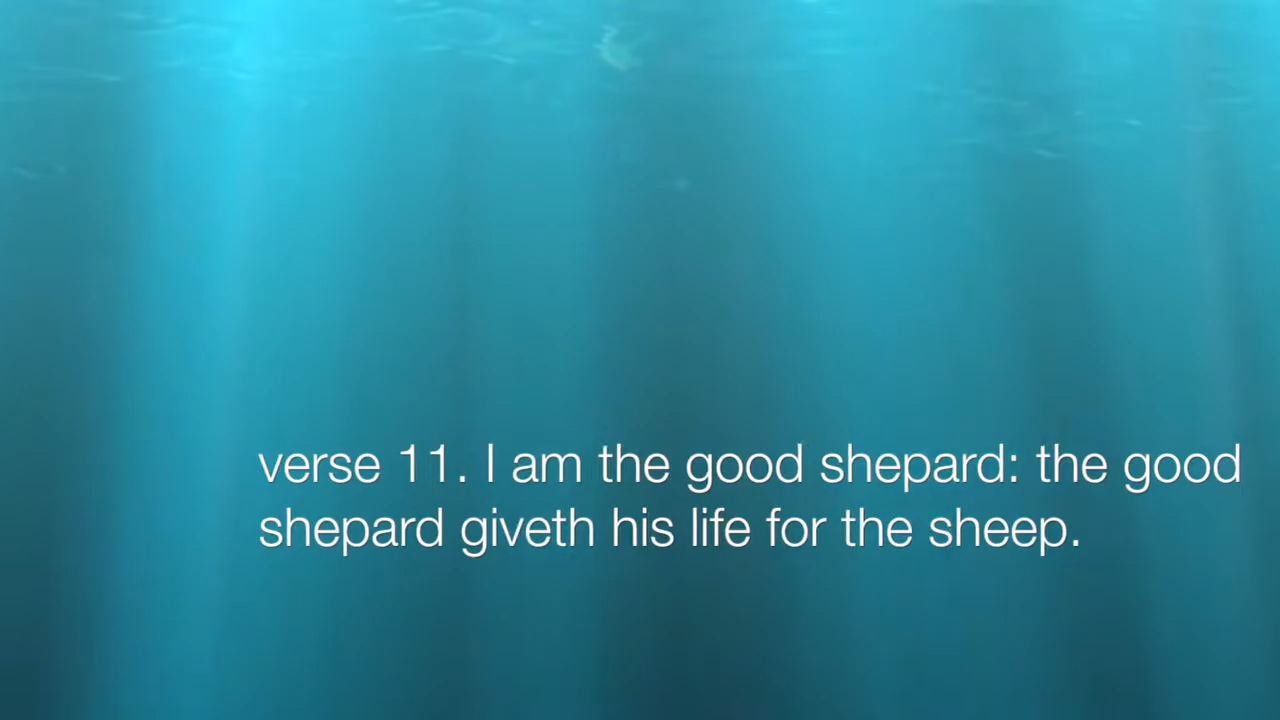 verse 11. I am the good shepard: the good
shepard giveth his life for the sheep.